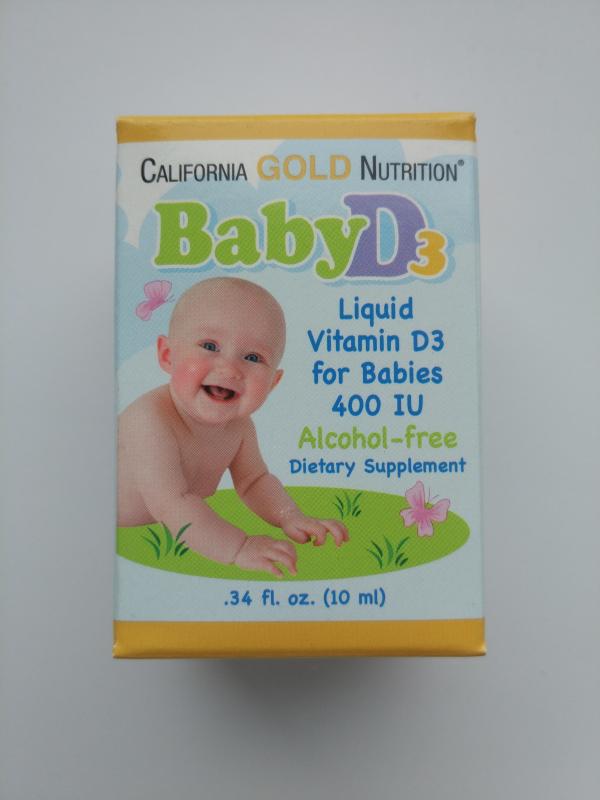 CALIFORNIA GOLD NUTRITION®
BabyD3
Liquid
Vitamin D3
for Babies
400 IU
Alcohol-free
Dietary Supplement
.34 fl. oz. (10 ml)